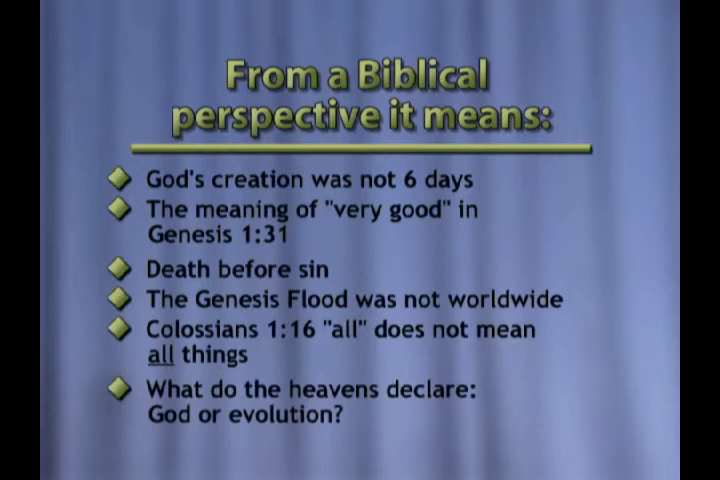 From a Biblical
perspective it means:
God's creation was not 6 days
The meaning of "very good" in
Genesis 1:31
Death before sin
The Genesis Flood was not worldwide
Colossians 1:16 "all" does not mean
all things
What do the heavens declare:
God or evolution?